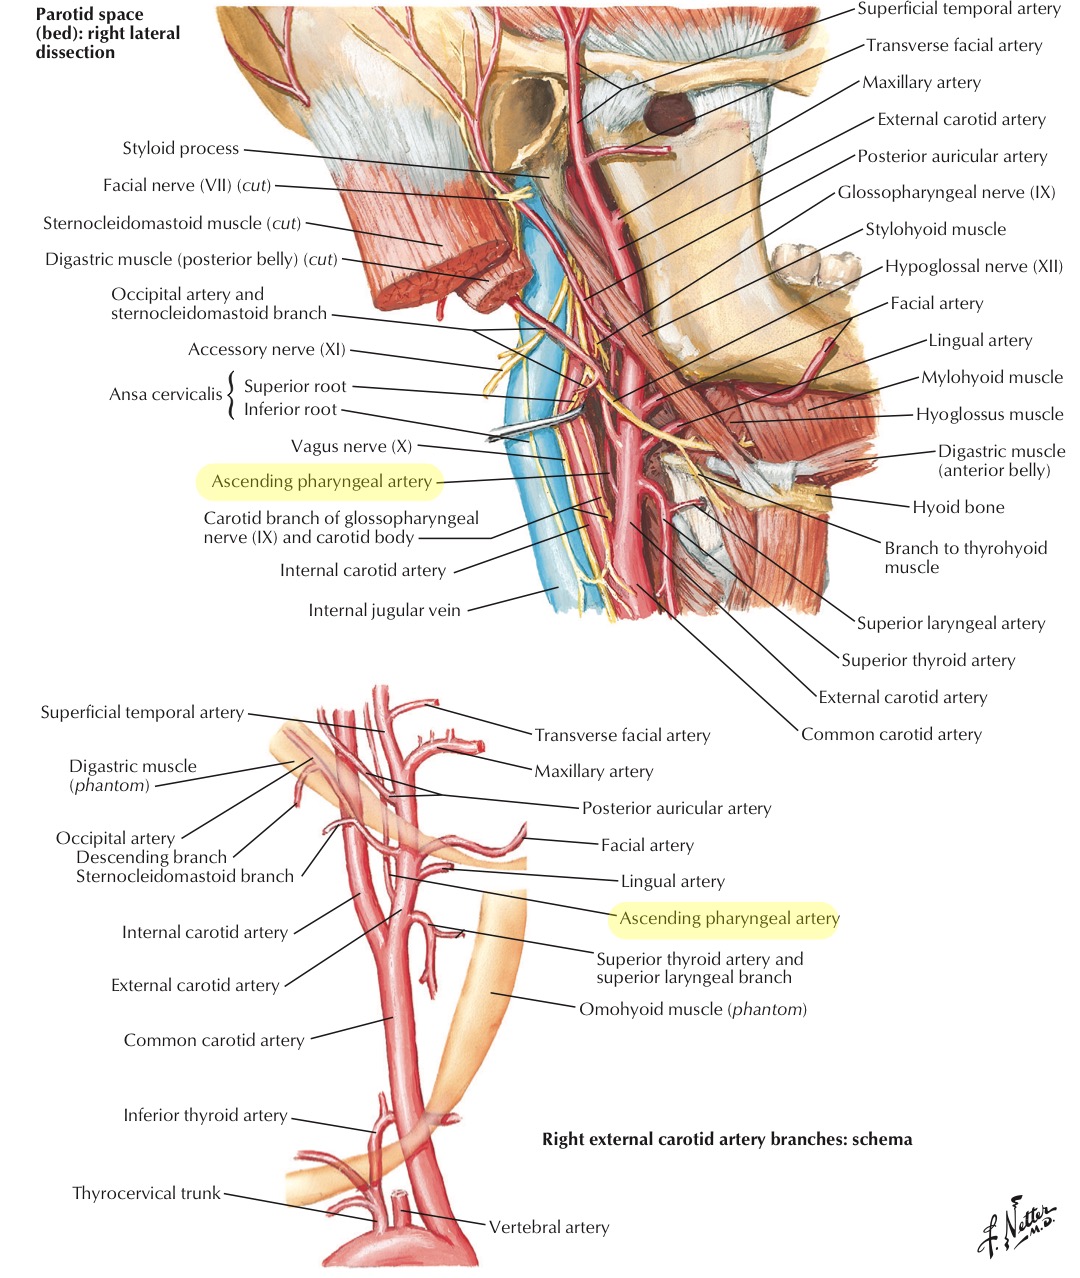 Parotid space
(bed): right lateral
dissection
Superficial temporal artery
Transverse facial artery
Maxillary artery
External carotid artery
Posterior auricular artery
Glossopharyngeal nerve (IX)
Stylohyoid muscle
Hypoglossal nerve (XII)
Facial artery
Lingual artery
Mylohyoid muscle
Hyoglossus muscle
Digastric muscle
(anterior belly)
Hyoid bone
Branch to thyrohyoid
muscle
Superior laryngeal artery
Superior thyroid artery
External carotid artery
Common carotid artery
Styloid process
Facial nerve (VII) (cut)
Sternocleidomastoid muscle (cut)
Digastric muscle (posterior belly) (cut)
Occipital artery and
sternocleidomastoid branch
Accessory nerve (XI)
Ansa cervicalis { Superior root
Inferior root
Vagus nerve (X)
Ascending pharyngeal artery
Carotid branch of glossopharyngeal
nerve (IX) and carotid body
Internal carotid artery
Internal jugular vein
Superficial temporal artery
Digastric muscle
(phantom)
Occipital artery
Descending branch
Sternocleidomastoid branch
Internal carotid artery
External carotid artery
Common carotid artery
Inferior thyroid artery
Thyrocervical trunk
Transverse facial artery
Maxillary artery
Posterior auricular artery
Facial artery
Lingual artery
Ascending pharyngeal artery
Superior thyroid artery and
superior laryngeal branch
Omohyoid muscle (phantom)
Right external carotid artery branches: schema
Vertebral artery
F. Netter
M.D.